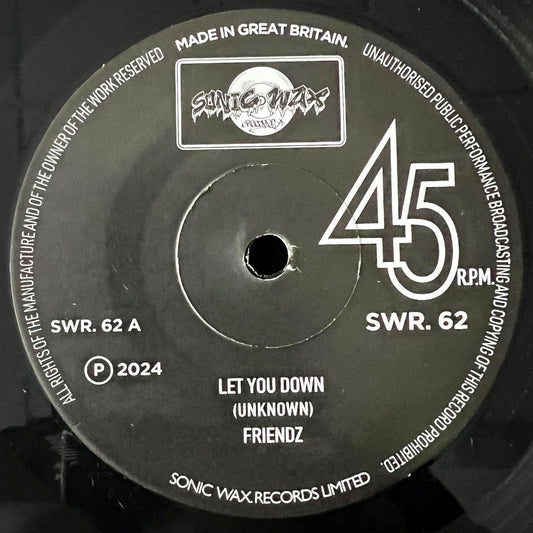 MADE IN GREAT BRITAIN.
UNAUTHORISED PUBLIC PERFORMANCE BROADCASTING AND COPYING OF THIS RECORD PROHIBITED.
ALL RIGHTS OF THE MANUFACTURE AND OF THE OWNER OF THE WORK RESERVED
SONIC WAX
45
R.P.M.
SWR. 62 A
SWR. 62
Ⓟ 2024
LET YOU DOWN
(UNKNOWN)
FRIENDZ
SONIC WAX RECORDS LIMITED